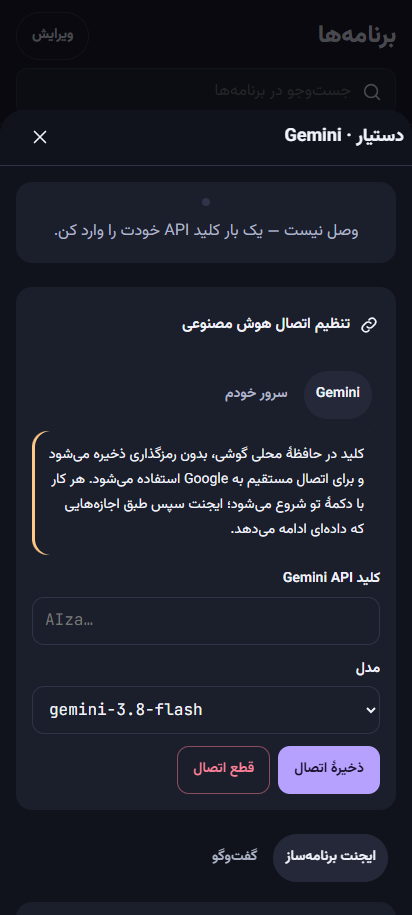 برنامه‌ها
ویرایش
جست‌وجو در برنامه‌ها
دستیار · Gemini
وصل نیست — یک بار کلید API خودت را وارد کن.
تنظیم اتصال هوش مصنوعی
Gemini
سرور خودم
کلید در حافظهٔ محلی گوشی، بدون رمزگذاری ذخیره می‌شود
و برای اتصال مستقیم به Google استفاده می‌شود. هر کار
با دکمهٔ تو شروع می‌شود؛ ایجنت سپس طبق اجازه‌هایی
که داده‌ای ادامه می‌دهد.
کلید Gemini API
AIza…
مدل
gemini-3.8-flash
ذخیرهٔ اتصال
قطع اتصال
ایجنت برنامه‌ساز
گفت‌وگو